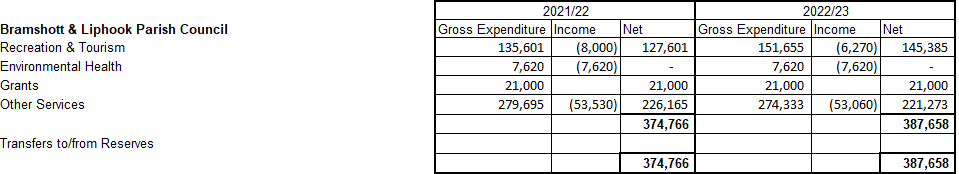 2021/22 2022/23
Bramshott & Liphook Parish Council Gross Expenditure Income Net Gross Expenditure Income Net
Recreation & Tourism 135,601 (8,000) 127,601 151,655 (6,270) 145,385
Environmental Health 7,620 (7,620) - 7,620 (7,620) -
Grants 21,000 21,000 21,000 21,000
Other Services 279,695 (53,530) 226,165 274,333 (53,060) 221,273
374,766 387,658
Transfers to/from Reserves
374,766 387,658